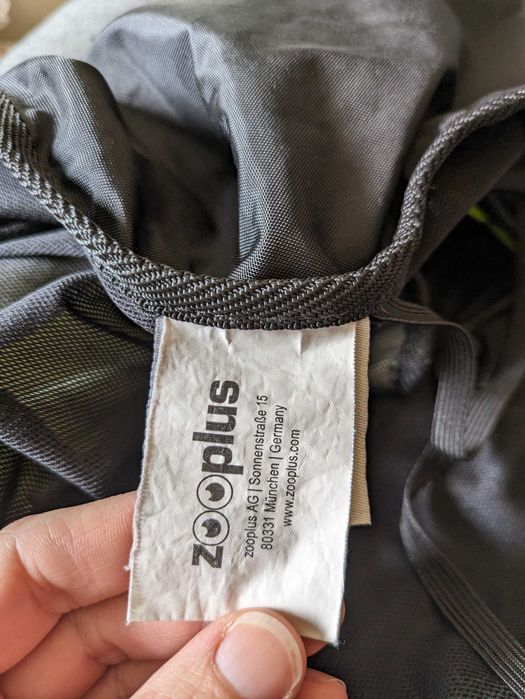 zooplus
zooplus AG | Sonnenstraße 15
80331 München | Germany
www.zooplus.com